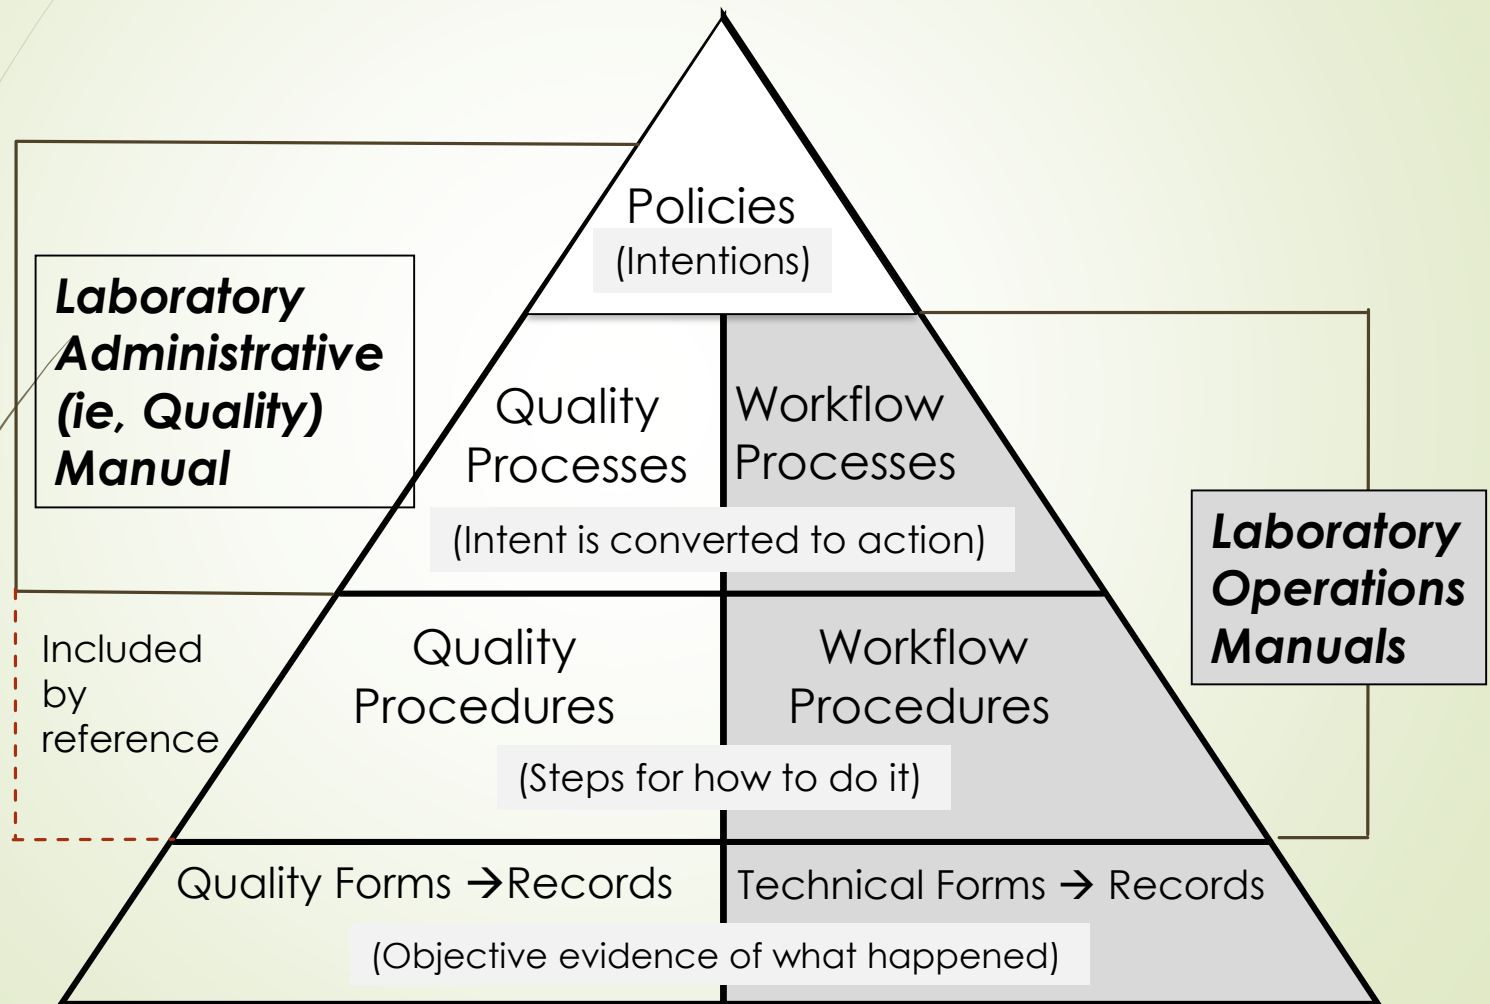 Policies
(Intentions)
Laboratory
Administrative
(ie, Quality)
Manual
Quality
Processes
Workflow
Processes
(Intent is converted to action)
Laboratory
Operations
Manuals
Included
by
reference
Quality
Procedures
Workflow
Procedures
(Steps for how to do it)
Quality Forms →Records
Technical Forms → Records
(Objective evidence of what happened)